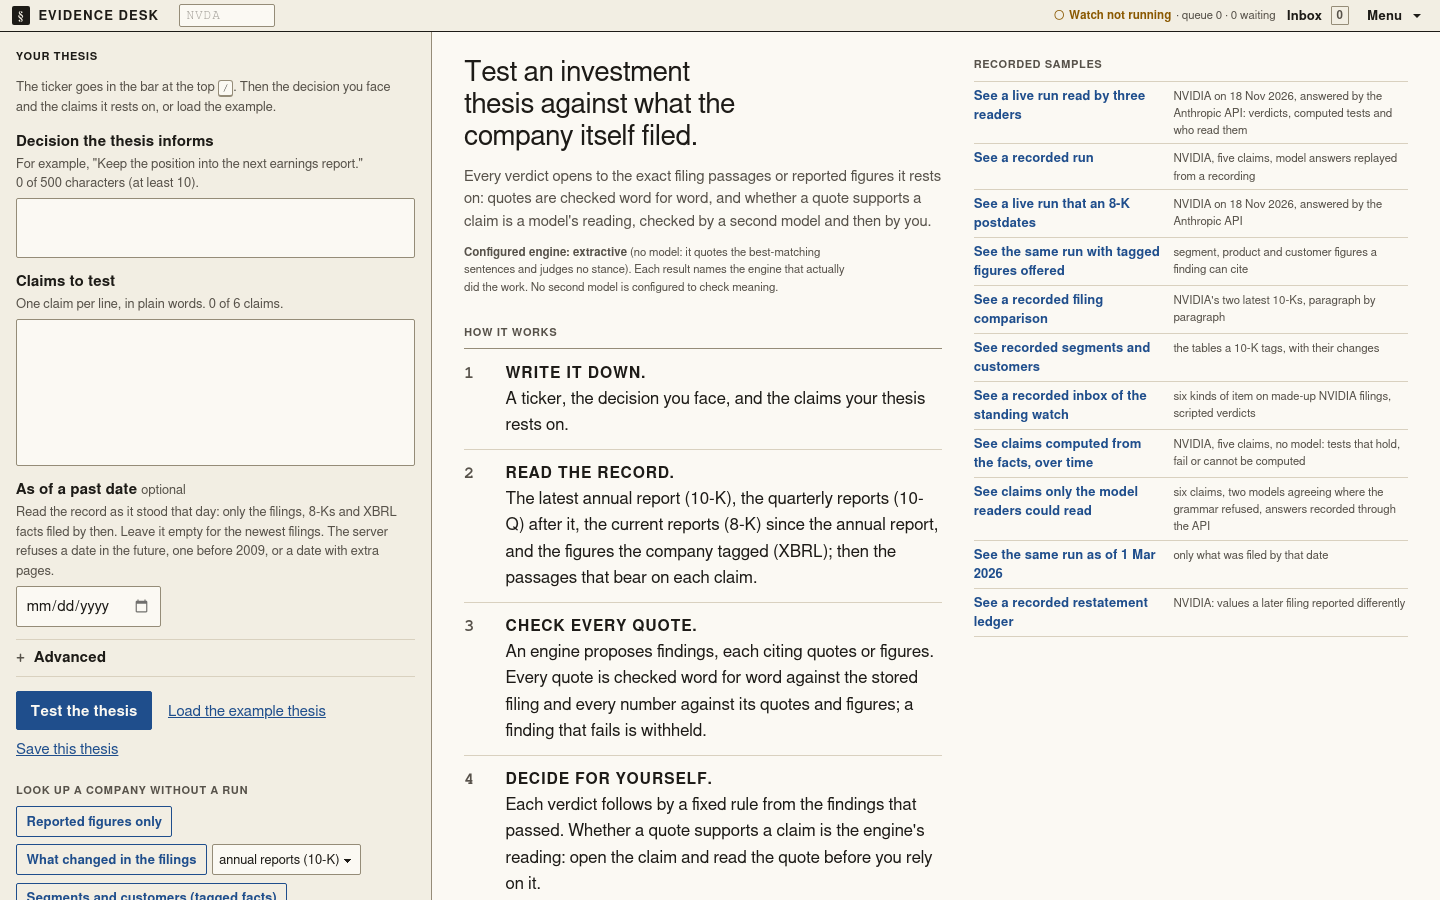 § EVIDENCE DESK NVDA Watch not running · queue 0 · 0 waiting Inbox 0 Menu
YOUR THESIS
The ticker goes in the bar at the top /. Then the decision you face
and the claims it rests on, or load the example.
Decision the thesis informs
For example, "Keep the position into the next earnings report."
0 of 500 characters (at least 10).
Claims to test
One claim per line, in plain words. 0 of 6 claims.
As of a past date optional
Read the record as it stood that day: only the filings, 8-Ks and XBRL
facts filed by then. Leave it empty for the newest filings. The server
refuses a date in the future, one before 2009, or a date with extra
pages.
mm/dd/yyyy
+ Advanced
Test the thesis Load the example thesis
Save this thesis
LOOK UP A COMPANY WITHOUT A RUN
Reported figures only
What changed in the filings annual reports (10-K)
Segments and customers (tagged facts)
Test an investment
thesis against what the
company itself filed.
Every verdict opens to the exact filing passages or reported figures it rests
on: quotes are checked word for word, and whether a quote supports a
claim is a model's reading, checked by a second model and then by you.
Configured engine: extractive (no model: it quotes the best-matching
sentences and judges no stance). Each result names the engine that actually
did the work. No second model is configured to check meaning.
HOW IT WORKS
1 WRITE IT DOWN.
A ticker, the decision you face, and the claims your thesis
rests on.
2 READ THE RECORD.
The latest annual report (10-K), the quarterly reports (10-
Q) after it, the current reports (8-K) since the annual report,
and the figures the company tagged (XBRL); then the
passages that bear on each claim.
3 CHECK EVERY QUOTE.
An engine proposes findings, each citing quotes or figures.
Every quote is checked word for word against the stored
filing and every number against its quotes and figures; a
finding that fails is withheld.
4 DECIDE FOR YOURSELF.
Each verdict follows by a fixed rule from the findings that
passed. Whether a quote supports a claim is the engine's
reading: open the claim and read the quote before you rely
on it.
RECORDED SAMPLES
See a live run read by three
readers
NVIDIA on 18 Nov 2026, answered by the
Anthropic API: verdicts, computed tests and
who read them
See a recorded run
NVIDIA, five claims, model answers replayed
from a recording
See a live run that an 8-K
postdates
NVIDIA on 18 Nov 2026, answered by the
Anthropic API
See the same run with tagged
figures offered
segment, product and customer figures a
finding can cite
See a recorded filing
comparison
NVIDIA's two latest 10-Ks, paragraph by
paragraph
See recorded segments and
customers
the tables a 10-K tags, with their changes
See a recorded inbox of the
standing watch
six kinds of item on made-up NVIDIA filings,
scripted verdicts
See claims computed from
the facts, over time
NVIDIA, five claims, no model: tests that hold,
fail or cannot be computed
See claims only the model
readers could read
six claims, two models agreeing where the
grammar refused, answers recorded through
the API
See the same run as of 1 Mar
2026
only what was filed by that date
See a recorded restatement
ledger
NVIDIA: values a later filing reported differently